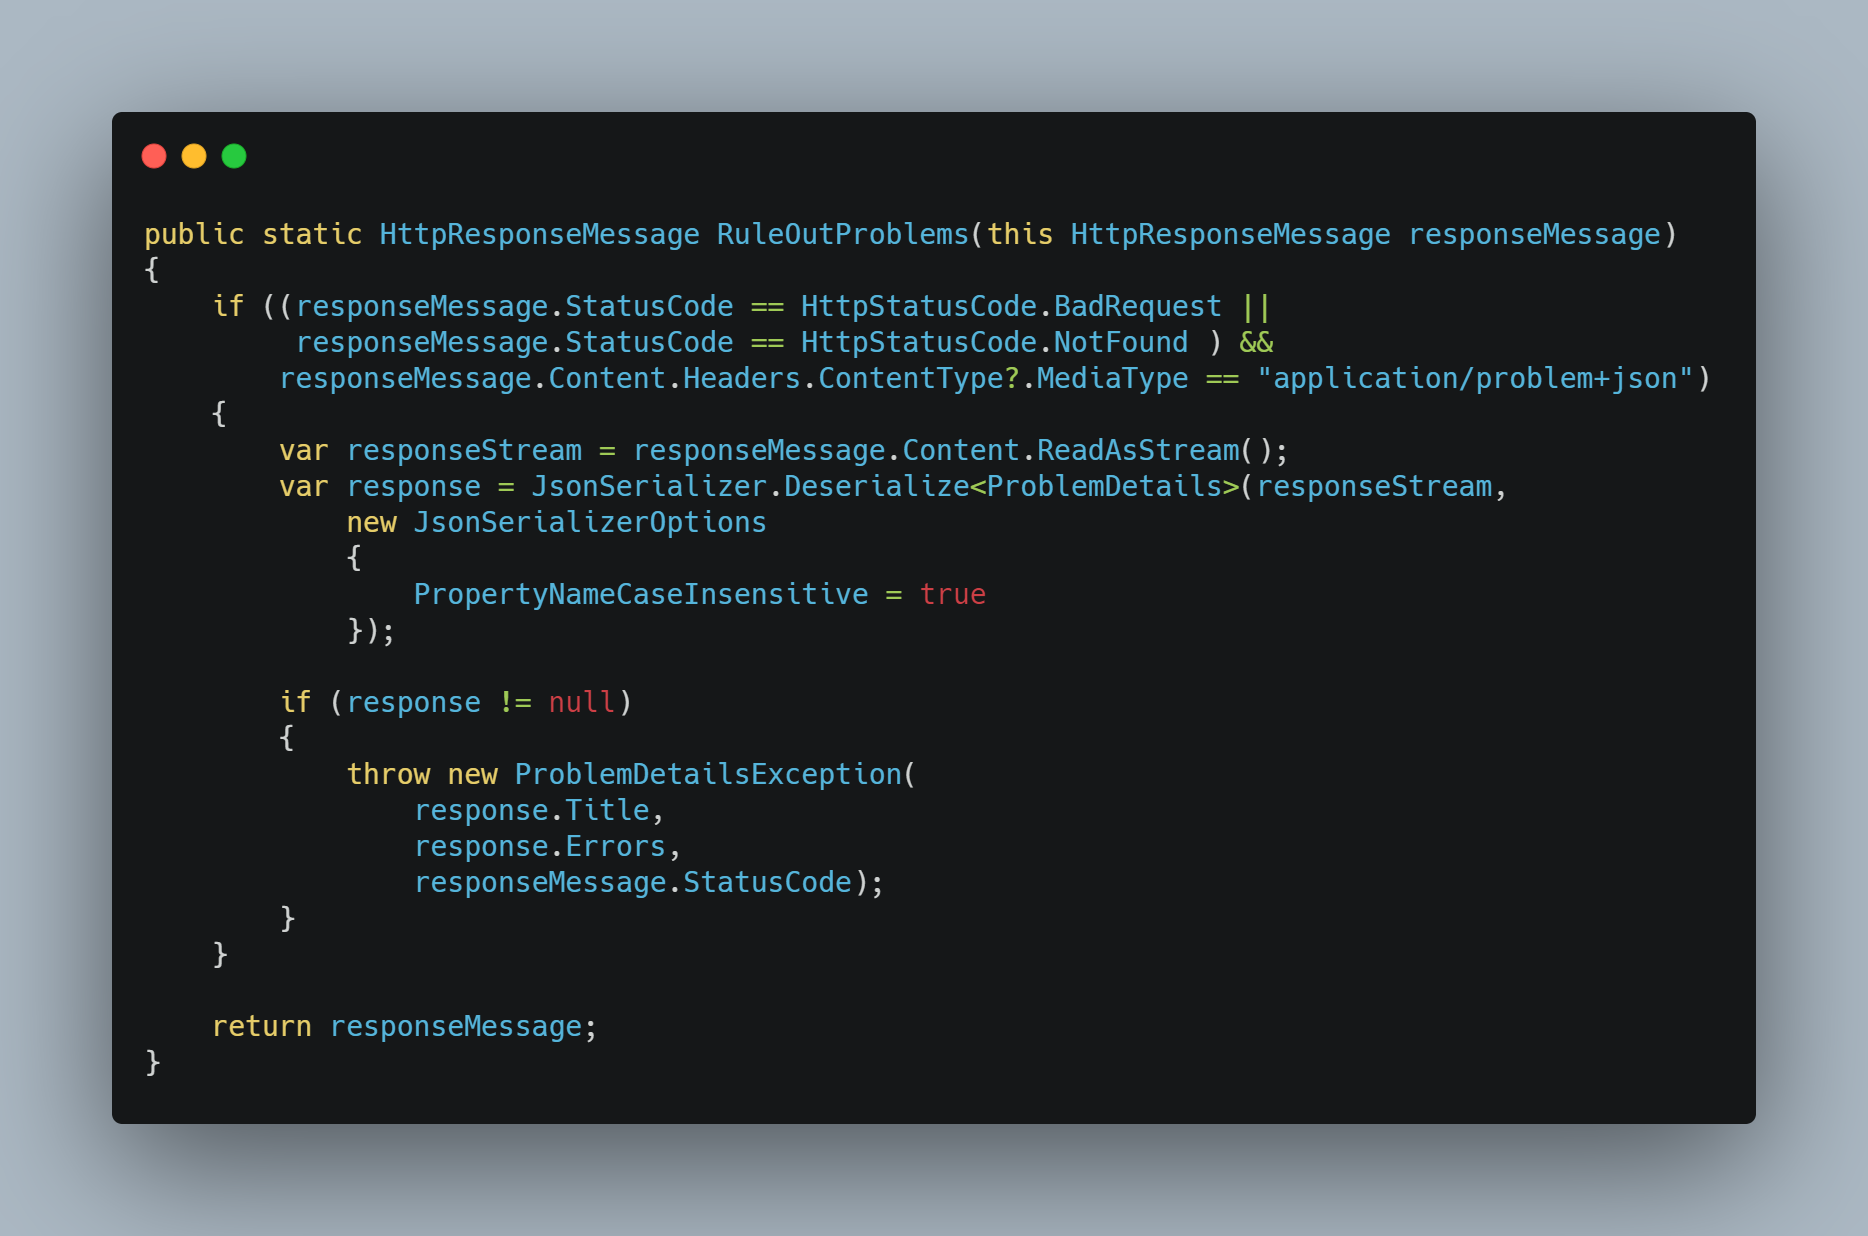 public static HttpResponseMessage RuleOutProblems(this HttpResponseMessage responseMessage)
{
    if ((responseMessage.StatusCode == HttpStatusCode.BadRequest ||
         responseMessage.StatusCode == HttpStatusCode.NotFound ) &&
        responseMessage.Content.Headers.ContentType?.MediaType == "application/problem+json")
    {
        var responseStream = responseMessage.Content.ReadAsStream();
        var response = JsonSerializer.Deserialize<ProblemDetails>(responseStream,
            new JsonSerializerOptions
            {
                PropertyNameCaseInsensitive = true
            });

        if (response != null)
        {
            throw new ProblemDetailsException(
                response.Title,
                response.Errors,
                responseMessage.StatusCode);
        }
    }

    return responseMessage;
}